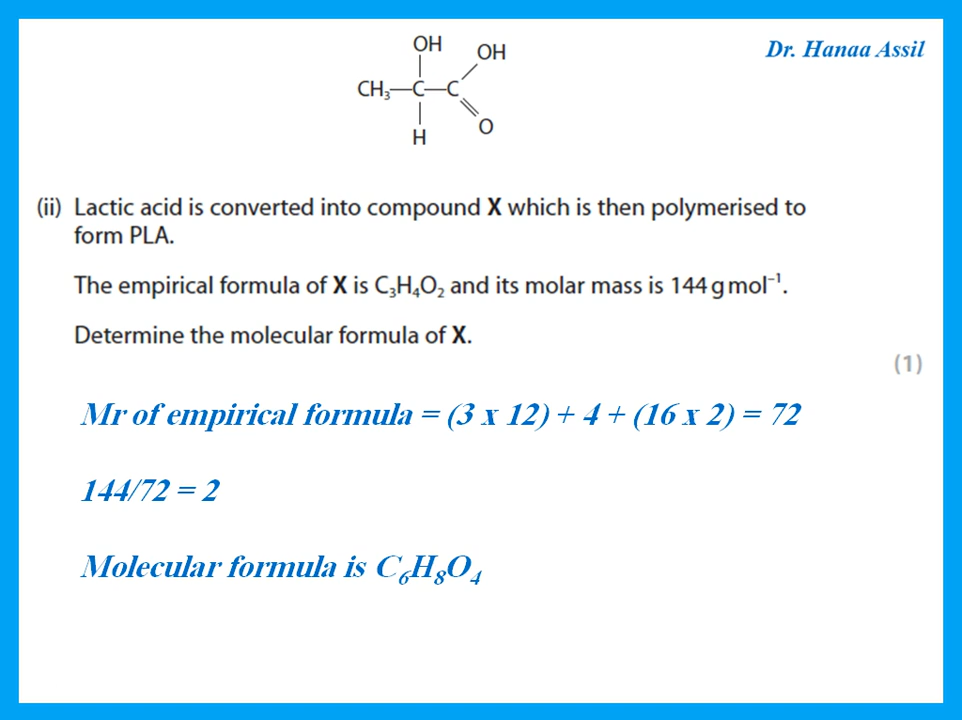 Dr. Hanaa Assil
OH
OH
CH₃—C—C
H
O
(ii) Lactic acid is converted into compound X which is then polymerised to
form PLA.
The empirical formula of X is C₃H₄O₂ and its molar mass is 144 g mol⁻¹.
Determine the molecular formula of X.
(1)
Mr of empirical formula = (3 x 12) + 4 + (16 x 2) = 72
144/72 = 2
Molecular formula is C₆H₈O₄